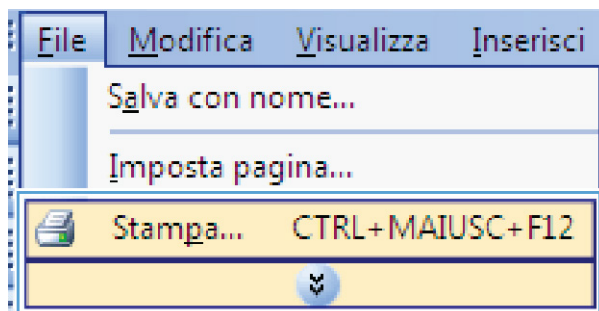 File Modifica Visualizza Inserisci
Salva con nome...
Imposta pagina...
Stampa... CTRL+MAIUSC+F12